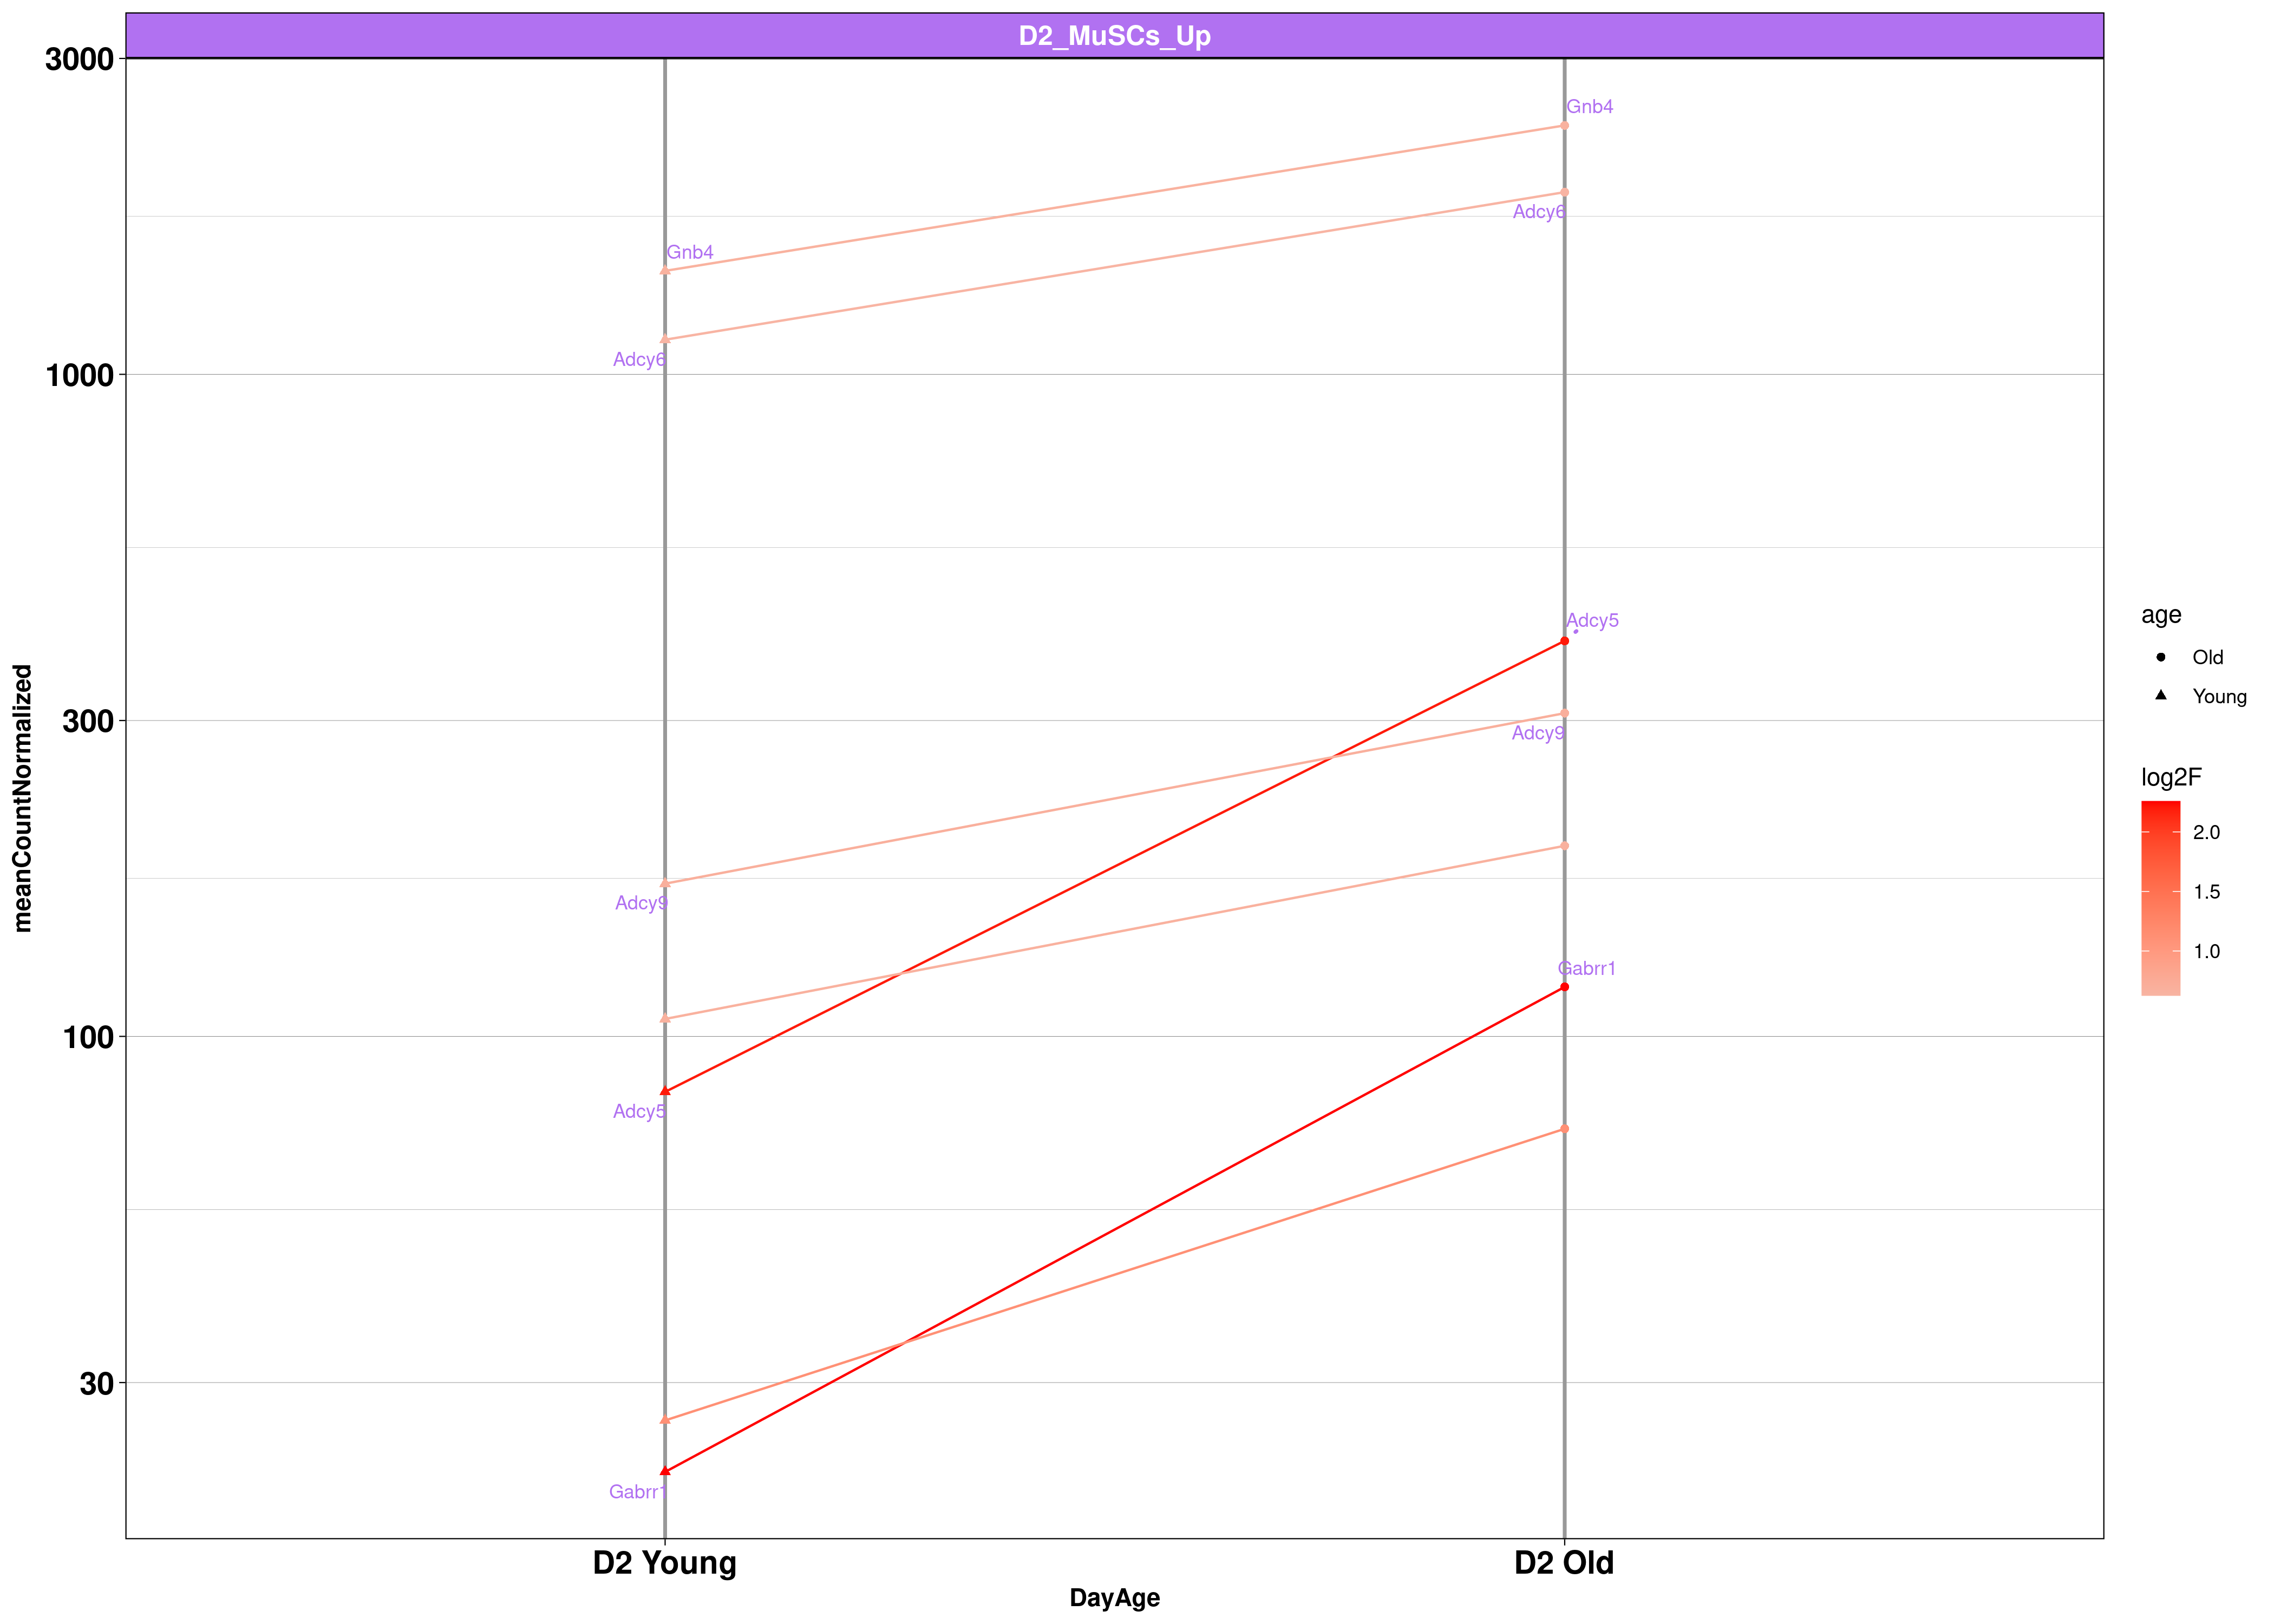 D2_MuSCs_Up
3000
1000
300
100
30
meanCountNormalized
Gnb4
Adcy6
Adcy9
Adcy5
Gabrr1
Gnb4
Adcy6
Adcy5
Adcy9
Gabrr1
D2 Young
D2 Old
DayAge
age
Old
Young
log2F
2.0
1.5
1.0